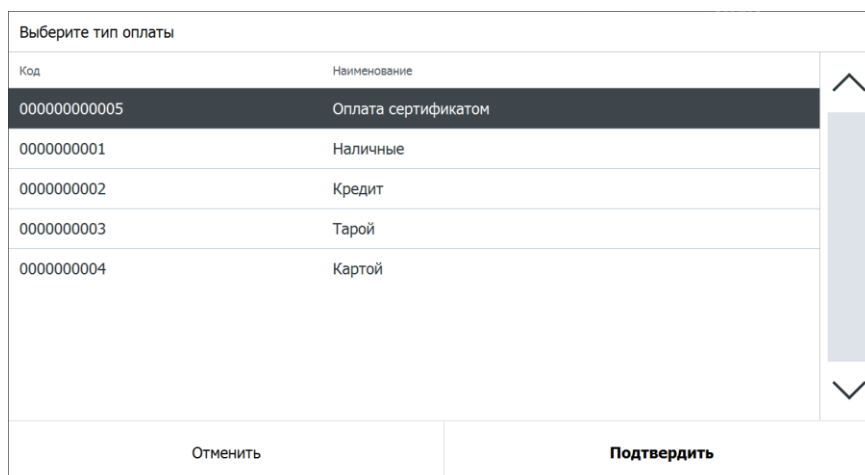 Выберите тип оплаты
Код Наименование
000000000005 Оплата сертификатом
0000000001 Наличные
0000000002 Кредит
0000000003 Тарой
0000000004 Картой
Отменить Подтвердить